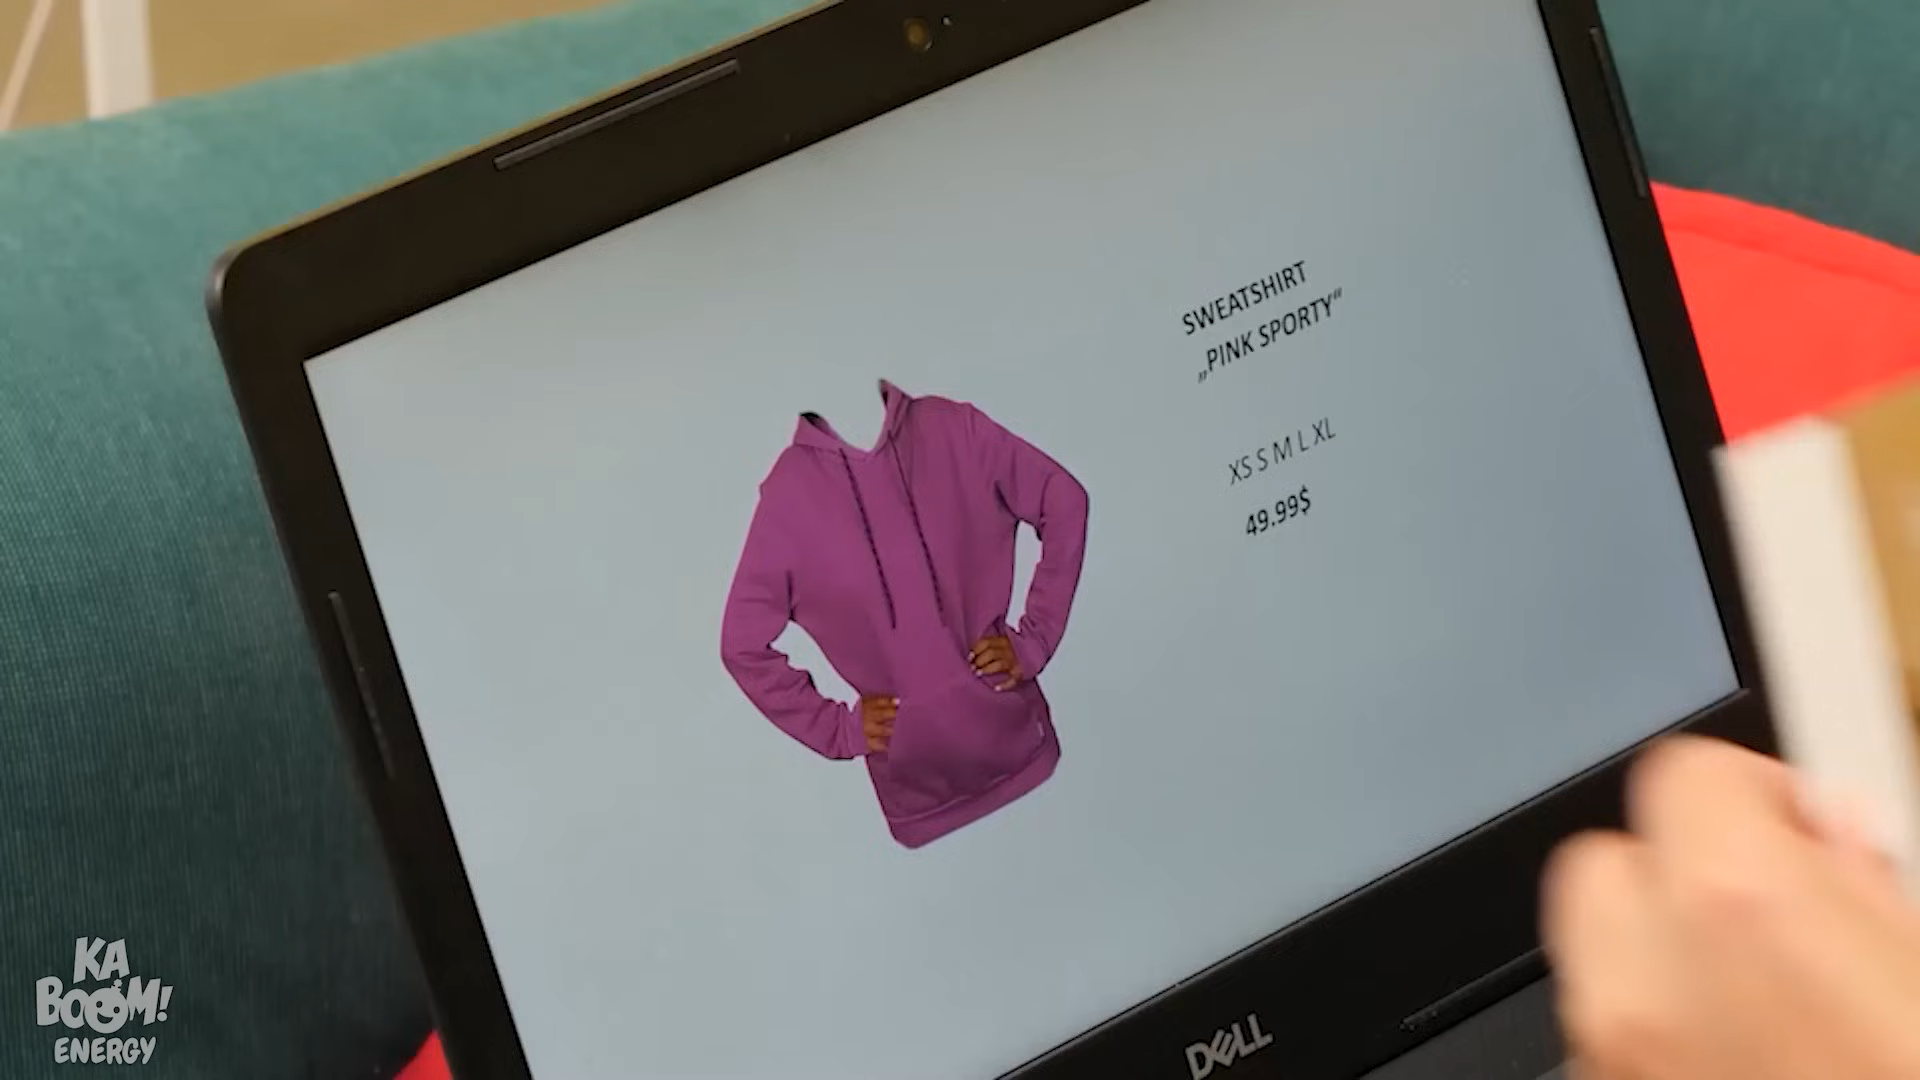 SWEATSHIRT
„PINK SPORTY“
XS S M L XL
49.99$
DELL
KA
BOOM!
ENERGY